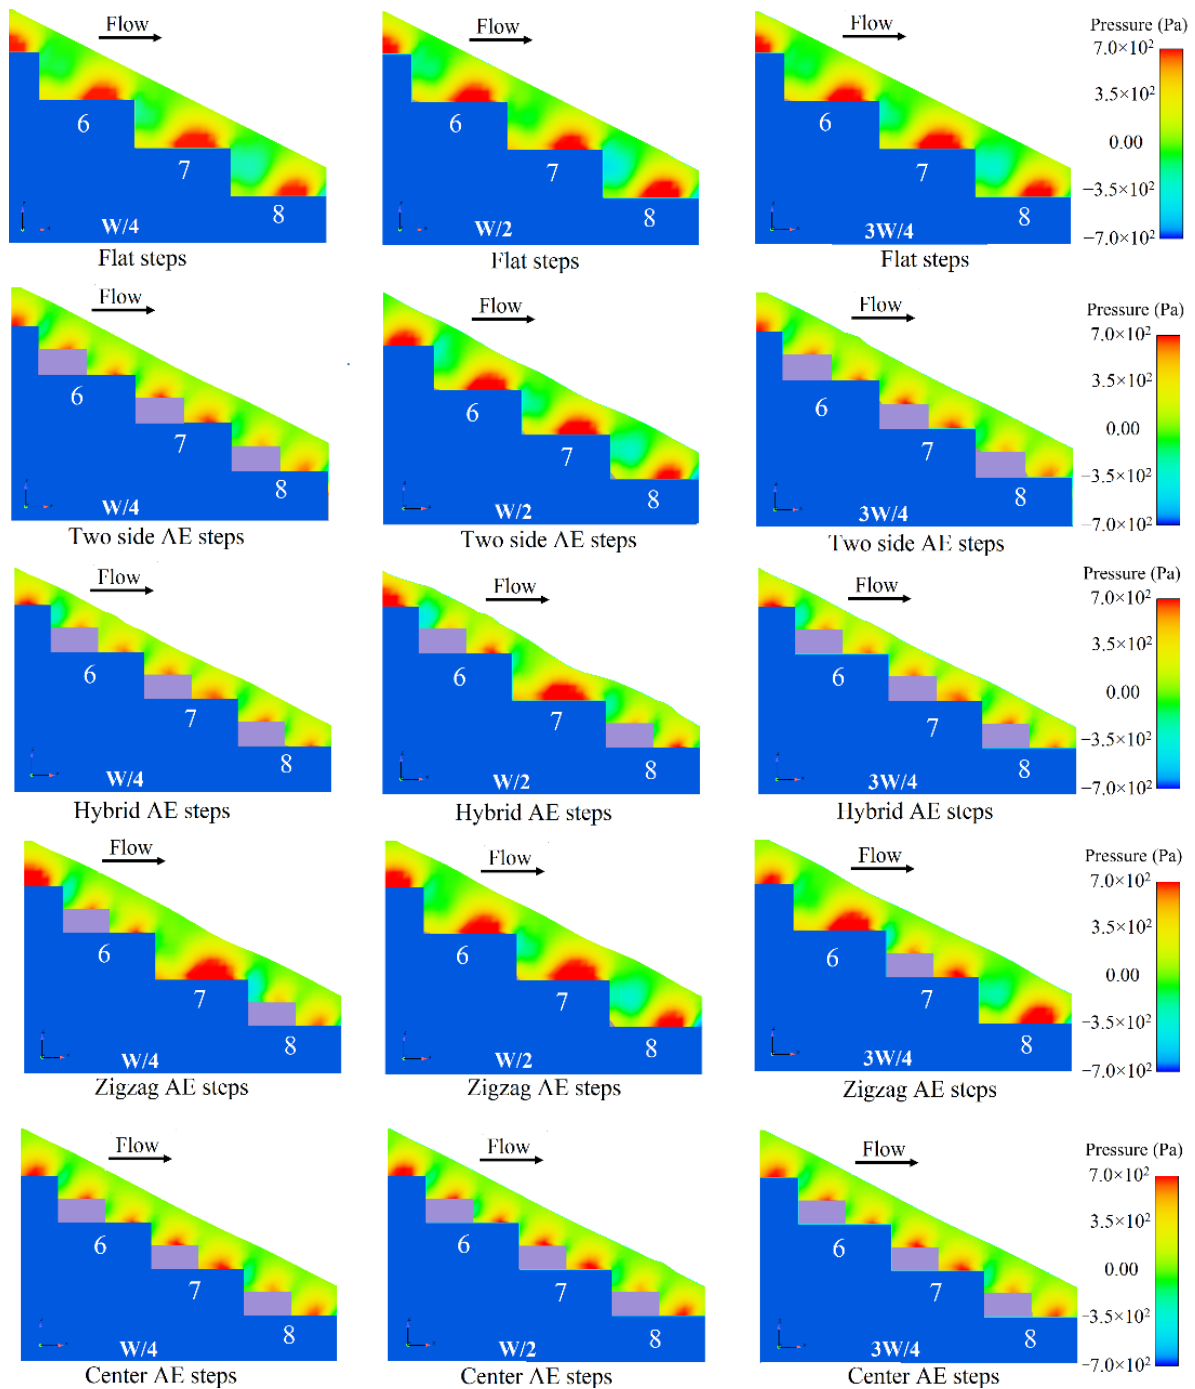 Flow Flow Flow Pressure (Pa)
7.0×10²
3.5×10²
6 6 6
0.00
7 7 7
−3.5×10²
8 8 8
W/4 W/2 3W/4
−7.0×10²
Flat steps Flat steps Flat steps
Flow Flow Flow Pressure (Pa)
7.0×10²
3.5×10²
6 6 6
0.00
7 7 7
−3.5×10²
8 8 8
W/4 W/2 3W/4
−7.0×10²
Two side AE steps Two side AE steps Two side AE steps
Flow Flow Flow Pressure (Pa)
7.0×10²
3.5×10²
6 6 6
0.00
7 7 7
−3.5×10²
8 8 8
W/4 W/2 3W/4
−7.0×10²
Hybrid AE steps Hybrid AE steps Hybrid AE steps
Flow Flow Flow Pressure (Pa)
7.0×10²
3.5×10²
6 6 6
0.00
7 7 7
−3.5×10²
8 8 8
W/4 W/2 3W/4
−7.0×10²
Zigzag AE steps Zigzag AE steps Zigzag AE steps
Flow Flow Flow Pressure (Pa)
7.0×10²
3.5×10²
6 6 6
0.00
7 7 7
−3.5×10²
8 8 8
W/4 W/2 3W/4
−7.0×10²
Center AE steps Center AE steps Center AE steps